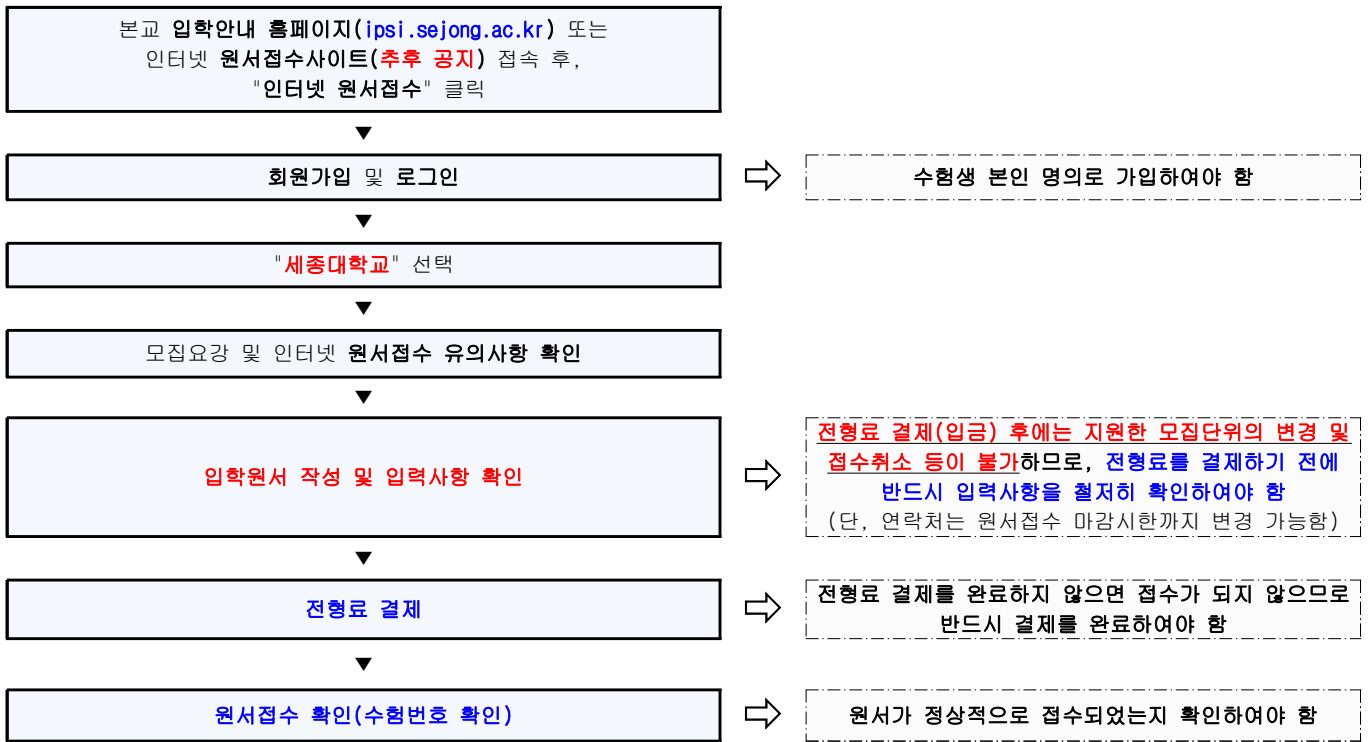 본교 입학안내 홈페이지(ipsi.sejong.ac.kr) 또는
인터넷 원서접수사이트(추후 공지) 접속 후,
"인터넷 원서접수" 클릭
▼
회원가입 및 로그인
수험생 본인 명의로 가입하여야 함
▼
"세종대학교" 선택
▼
모집요강 및 인터넷 원서접수 유의사항 확인
▼
입학원서 작성 및 입력사항 확인
전형료 결제(입금) 후에는 지원한 모집단위의 변경 및
접수취소 등이 불가하므로, 전형료를 결제하기 전에
반드시 입력사항을 철저히 확인하여야 함
(단, 연락처는 원서접수 마감시한까지 변경 가능함)
▼
전형료 결제
전형료 결제를 완료하지 않으면 접수가 되지 않으므로
반드시 결제를 완료하여야 함
▼
원서접수 확인(수험번호 확인)
원서가 정상적으로 접수되었는지 확인하여야 함